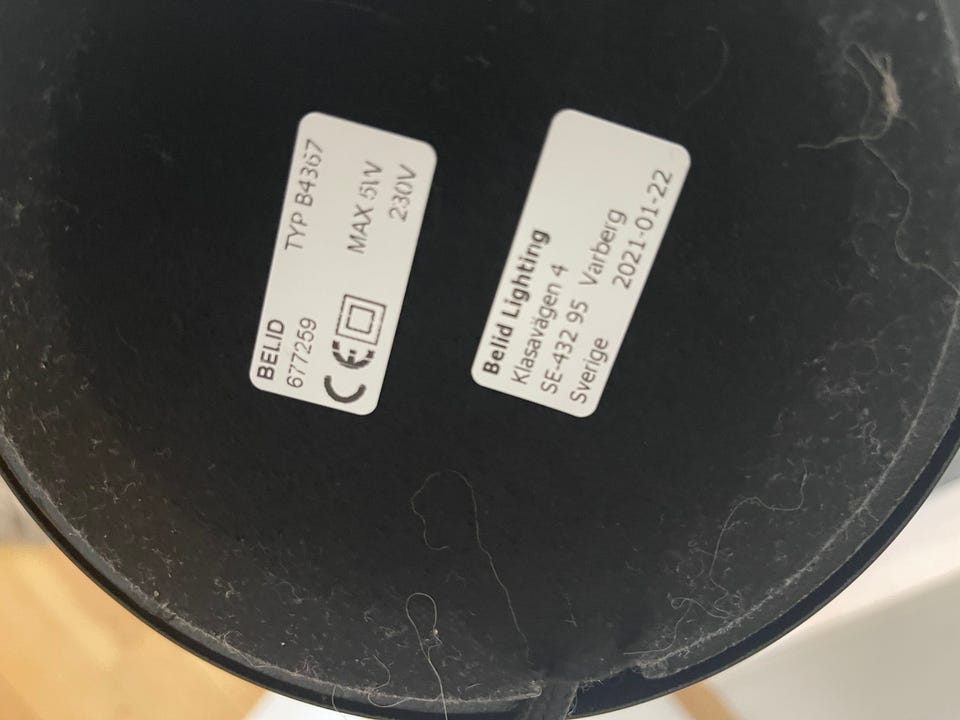 BELID TYP B4367
677259
MAX 5W
CE 230V
Belid Lighting
Klasavägen 4
SE-432 95 Varberg
Sverige 2021-01-22